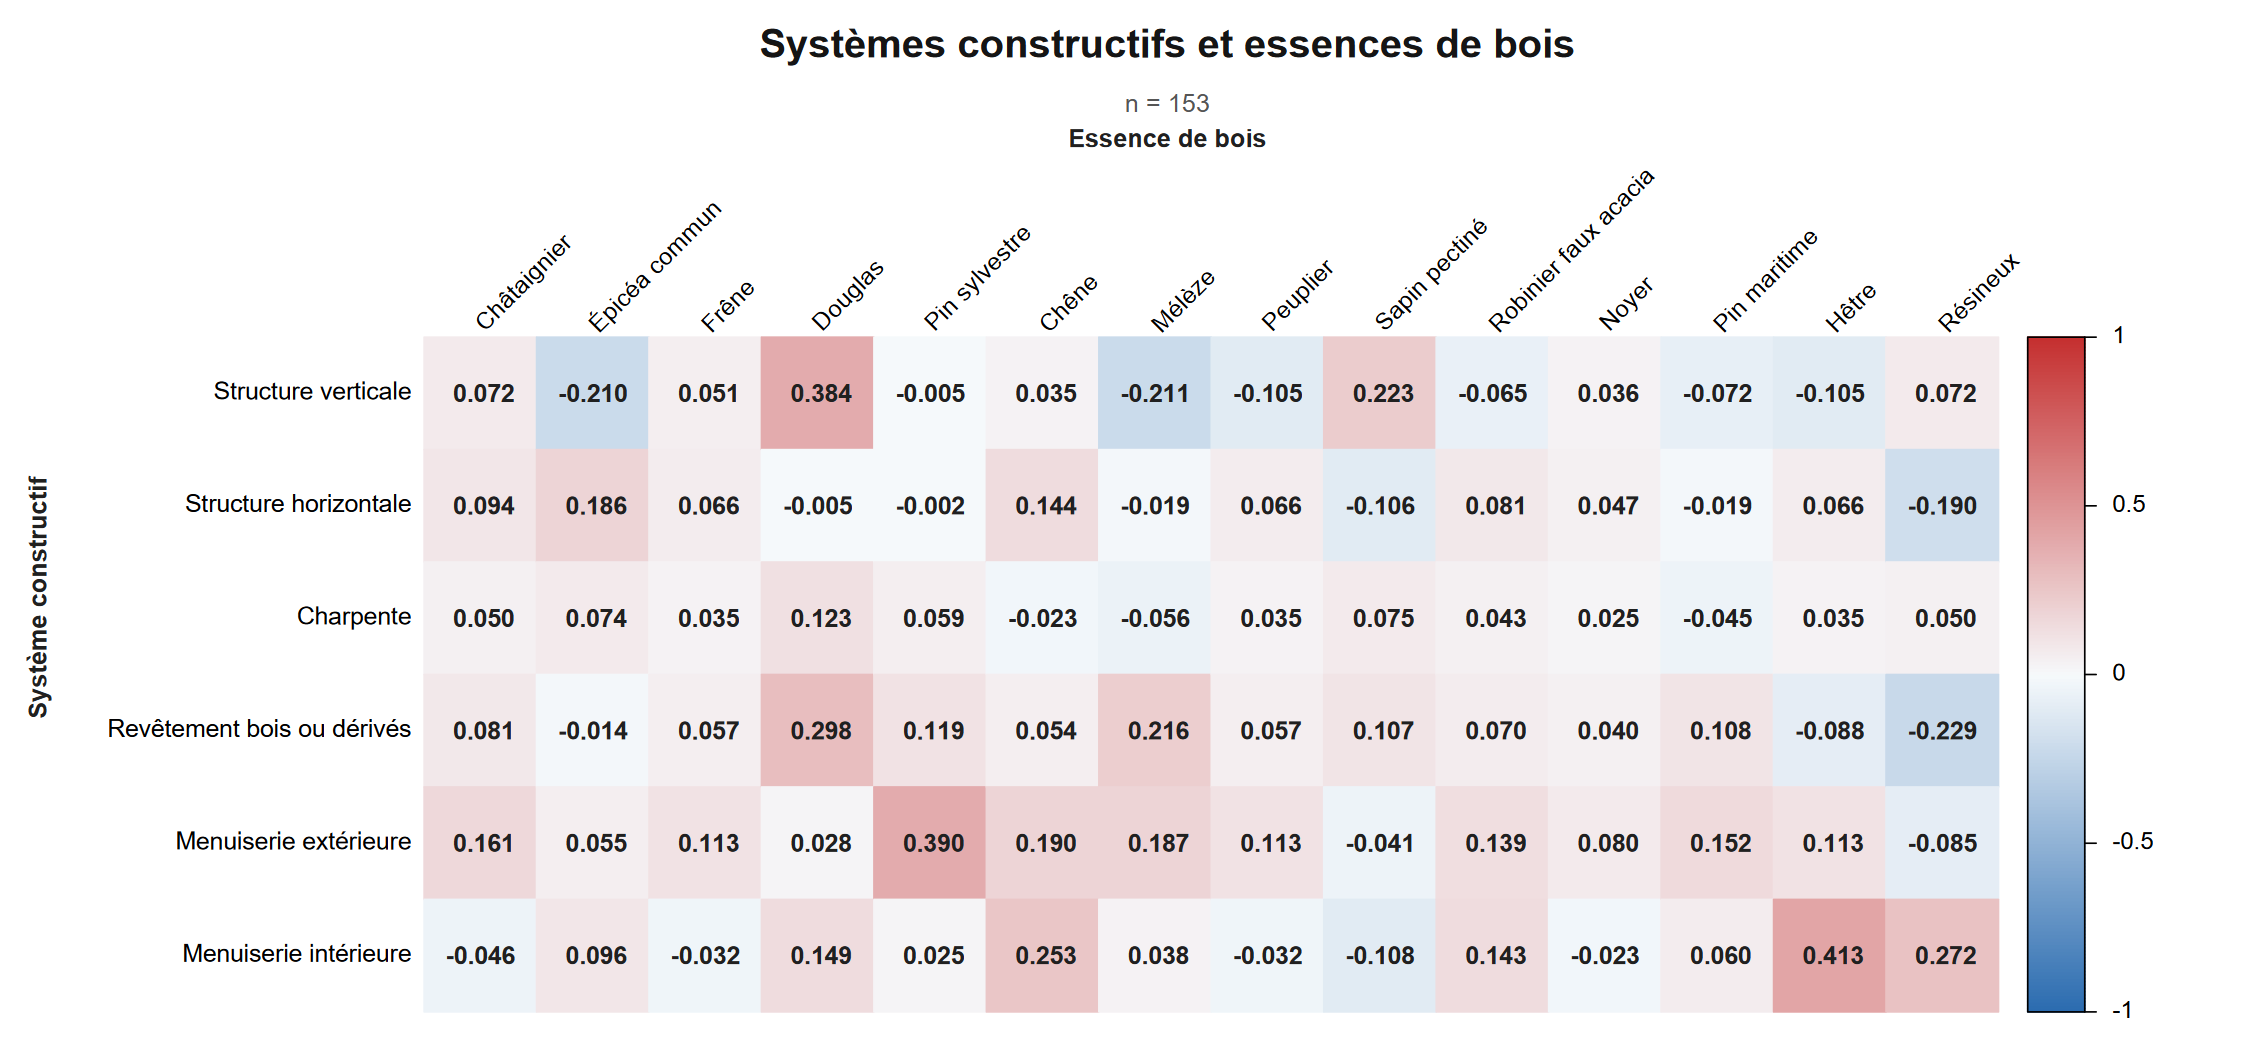 Systèmes constructifs et essences de bois
n = 153
Essence de bois
Châtaignier Épicéa commun Frêne Douglas Pin sylvestre Chêne Mélèze Peuplier Sapin pectiné Robinier faux acacia Noyer Pin maritime Hêtre Résineux
Système constructif
Structure verticale 0.072 -0.210 0.051 0.384 -0.005 0.035 -0.211 -0.105 0.223 -0.065 0.036 -0.072 -0.105 0.072
Structure horizontale 0.094 0.186 0.066 -0.005 -0.002 0.144 -0.019 0.066 -0.106 0.081 0.047 -0.019 0.066 -0.190
Charpente 0.050 0.074 0.035 0.123 0.059 -0.023 -0.056 0.035 0.075 0.043 0.025 -0.045 0.035 0.050
Revêtement bois ou dérivés 0.081 -0.014 0.057 0.298 0.119 0.054 0.216 0.057 0.107 0.070 0.040 0.108 -0.088 -0.229
Menuiserie extérieure 0.161 0.055 0.113 0.028 0.390 0.190 0.187 0.113 -0.041 0.139 0.080 0.152 0.113 -0.085
Menuiserie intérieure -0.046 0.096 -0.032 0.149 0.025 0.253 0.038 -0.032 -0.108 0.143 -0.023 0.060 0.413 0.272
1
0.5
0
-0.5
-1